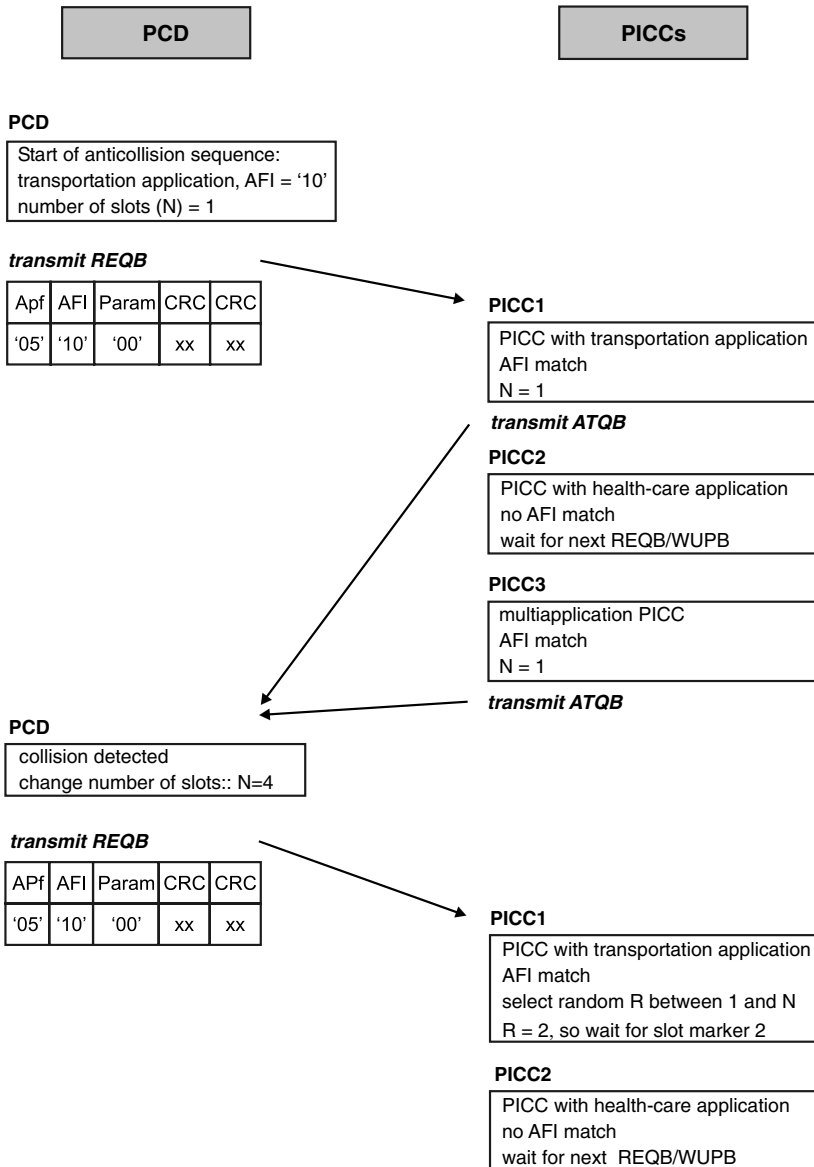 PCD
PICCs
PCD
Start of anticollision sequence:
transportation application, AFI = ‘10’
number of slots (N) = 1
transmit REQB
Apf AFI Param CRC CRC
‘05’ ‘10’ ‘00’ xx xx
PICC1
PICC with transportation application
AFI match
N = 1
transmit ATQB
PICC2
PICC with health-care application
no AFI match
wait for next REQB/WUPB
PICC3
multiapplication PICC
AFI match
N = 1
transmit ATQB
PCD
collision detected
change number of slots:: N=4
transmit REQB
APf AFI Param CRC CRC
‘05’ ‘10’ ‘00’ xx xx
PICC1
PICC with transportation application
AFI match
select random R between 1 and N
R = 2, so wait for slot marker 2
PICC2
PICC with health-care application
no AFI match
wait for next REQB/WUPB